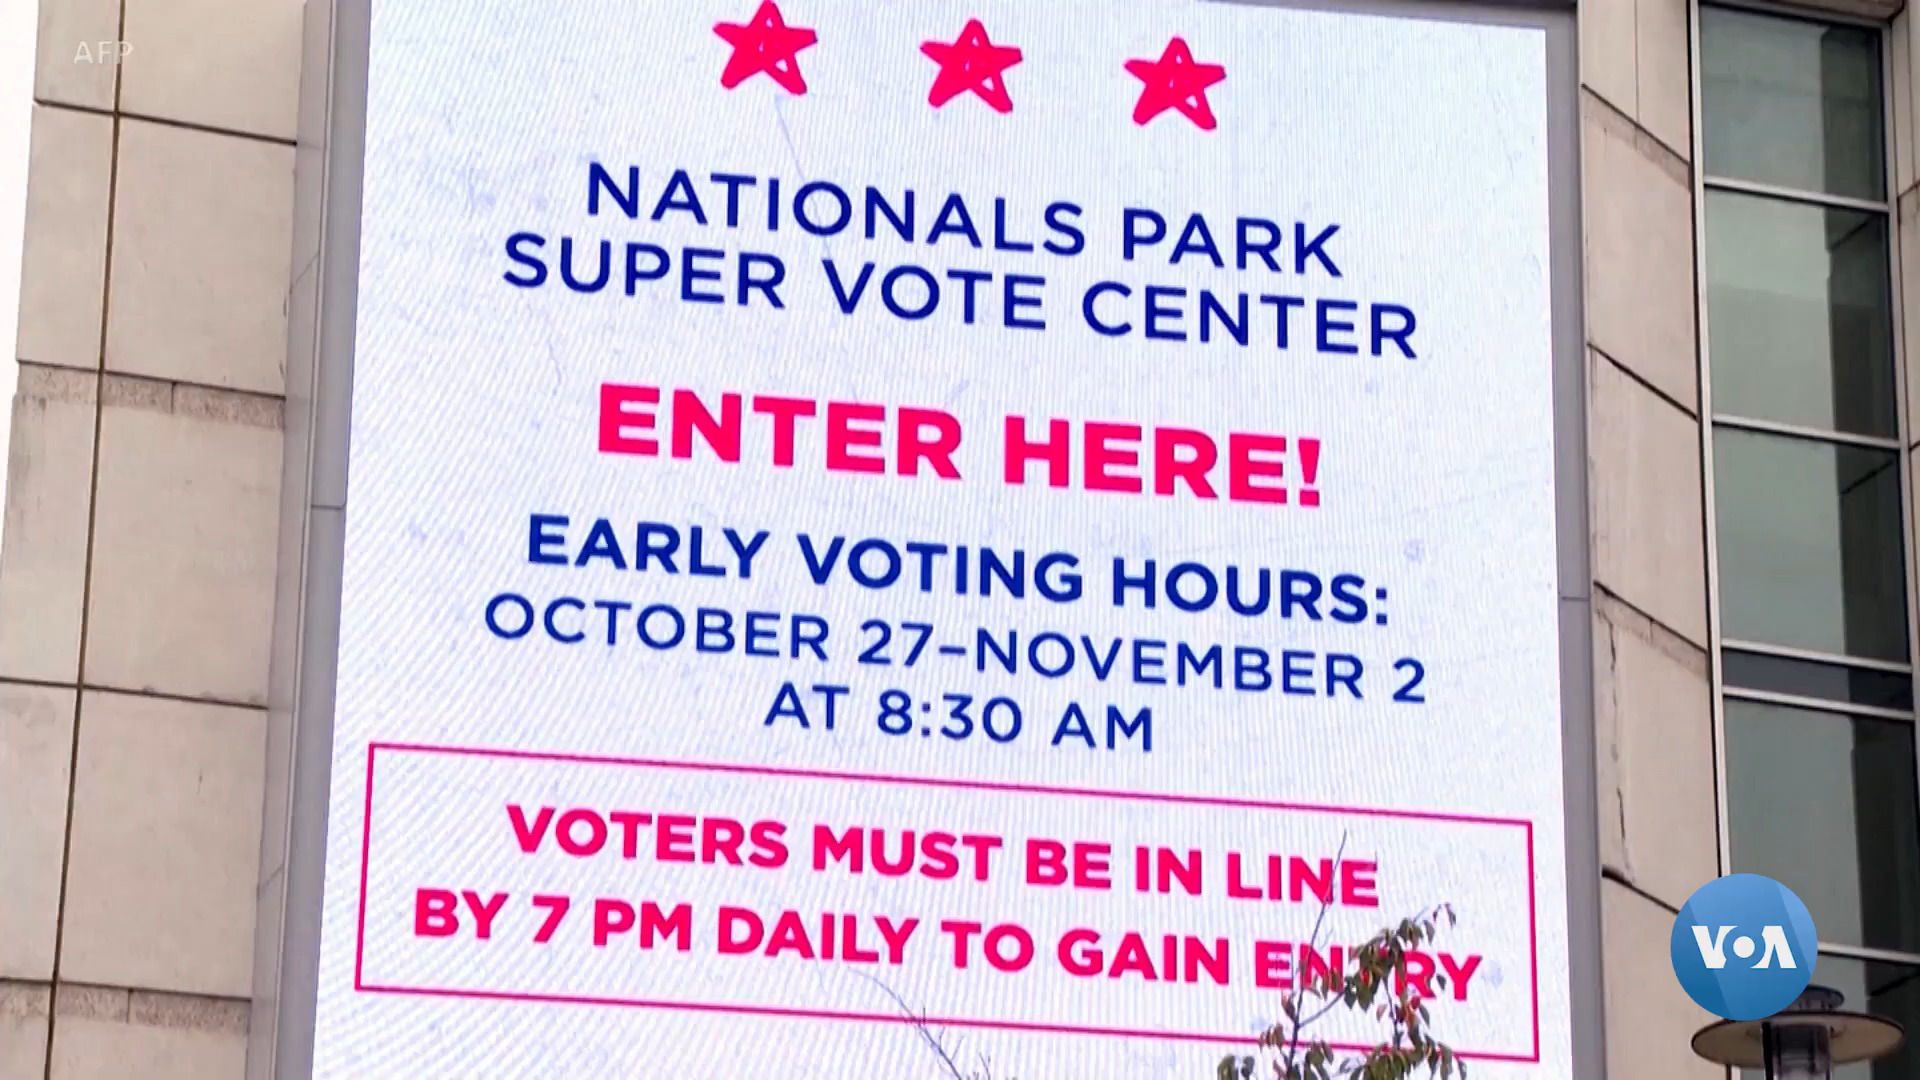 AFP
NATIONALS PARK
SUPER VOTE CENTER
ENTER HERE!
EARLY VOTING HOURS:
OCTOBER 27-NOVEMBER 2
AT 8:30 AM
VOTERS MUST BE IN LINE
BY 7 PM DAILY TO GAIN ENTRY
VOA